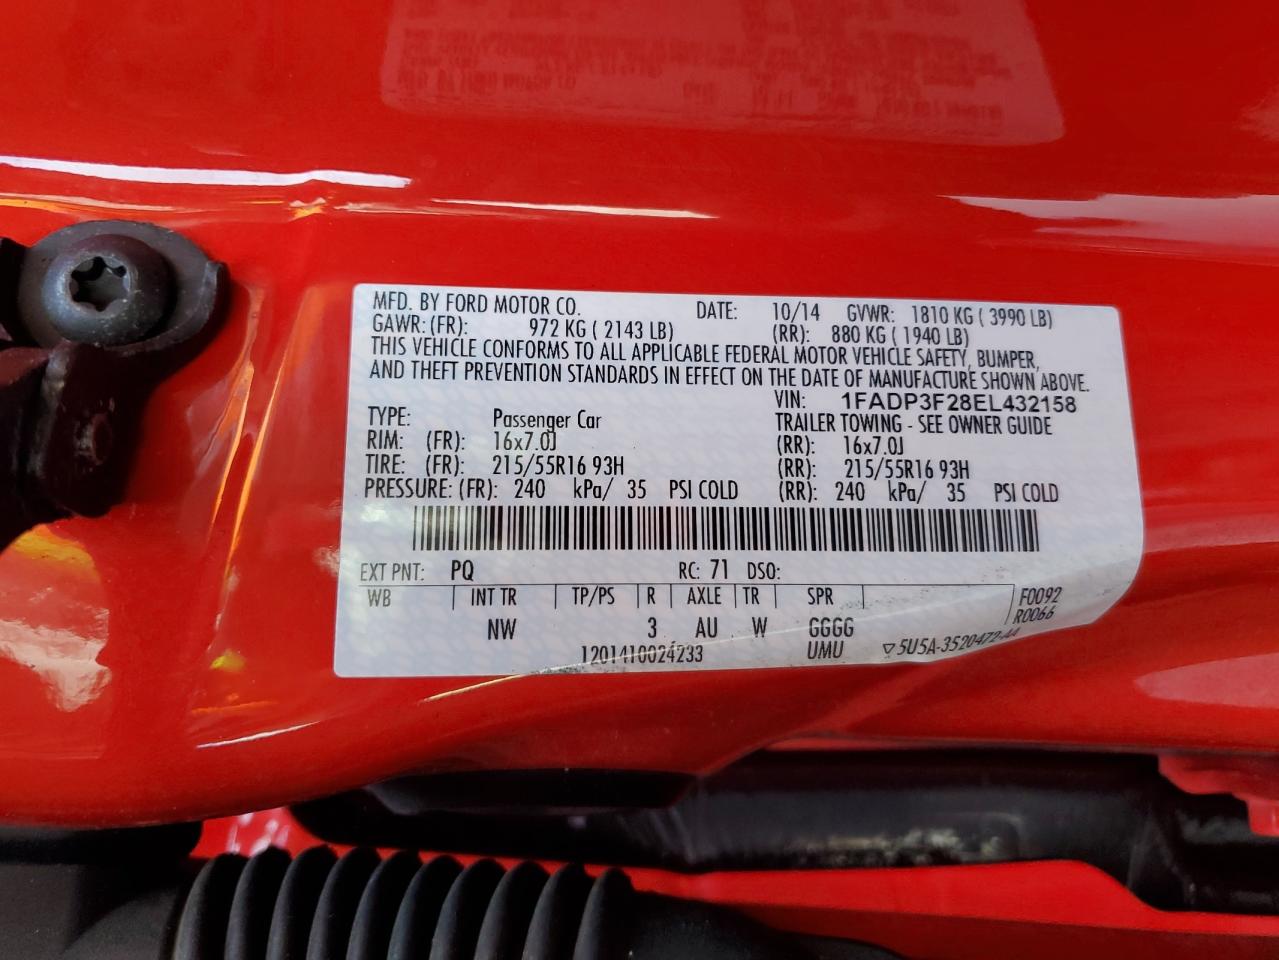 MFD. BY FORD MOTOR CO. DATE: 10/14 GVWR: 1810 KG ( 3990 LB)
GAWR: (FR): 972 KG ( 2143 LB) (RR): 880 KG ( 1940 LB)
THIS VEHICLE CONFORMS TO ALL APPLICABLE FEDERAL MOTOR VEHICLE SAFETY, BUMPER,
AND THEFT PREVENTION STANDARDS IN EFFECT ON THE DATE OF MANUFACTURE SHOWN ABOVE.
VIN: 1FADP3F28EL432158
TYPE: Passenger Car TRAILER TOWING - SEE OWNER GUIDE
RIM: (FR): 16x7.0J (RR): 16x7.0J
TIRE: (FR): 215/55R16 93H (RR): 215/55R16 93H
PRESSURE: (FR): 240 kPa/ 35 PSI COLD (RR): 240 kPa/ 35 PSI COLD
EXT PNT: PQ RC: 71 DSO:
WB INT TR TP/PS R AXLE TR SPR F0092
NW 3 AU W GGGG R0066
1201410024233 UMU ▽5U5A-3520472-AA